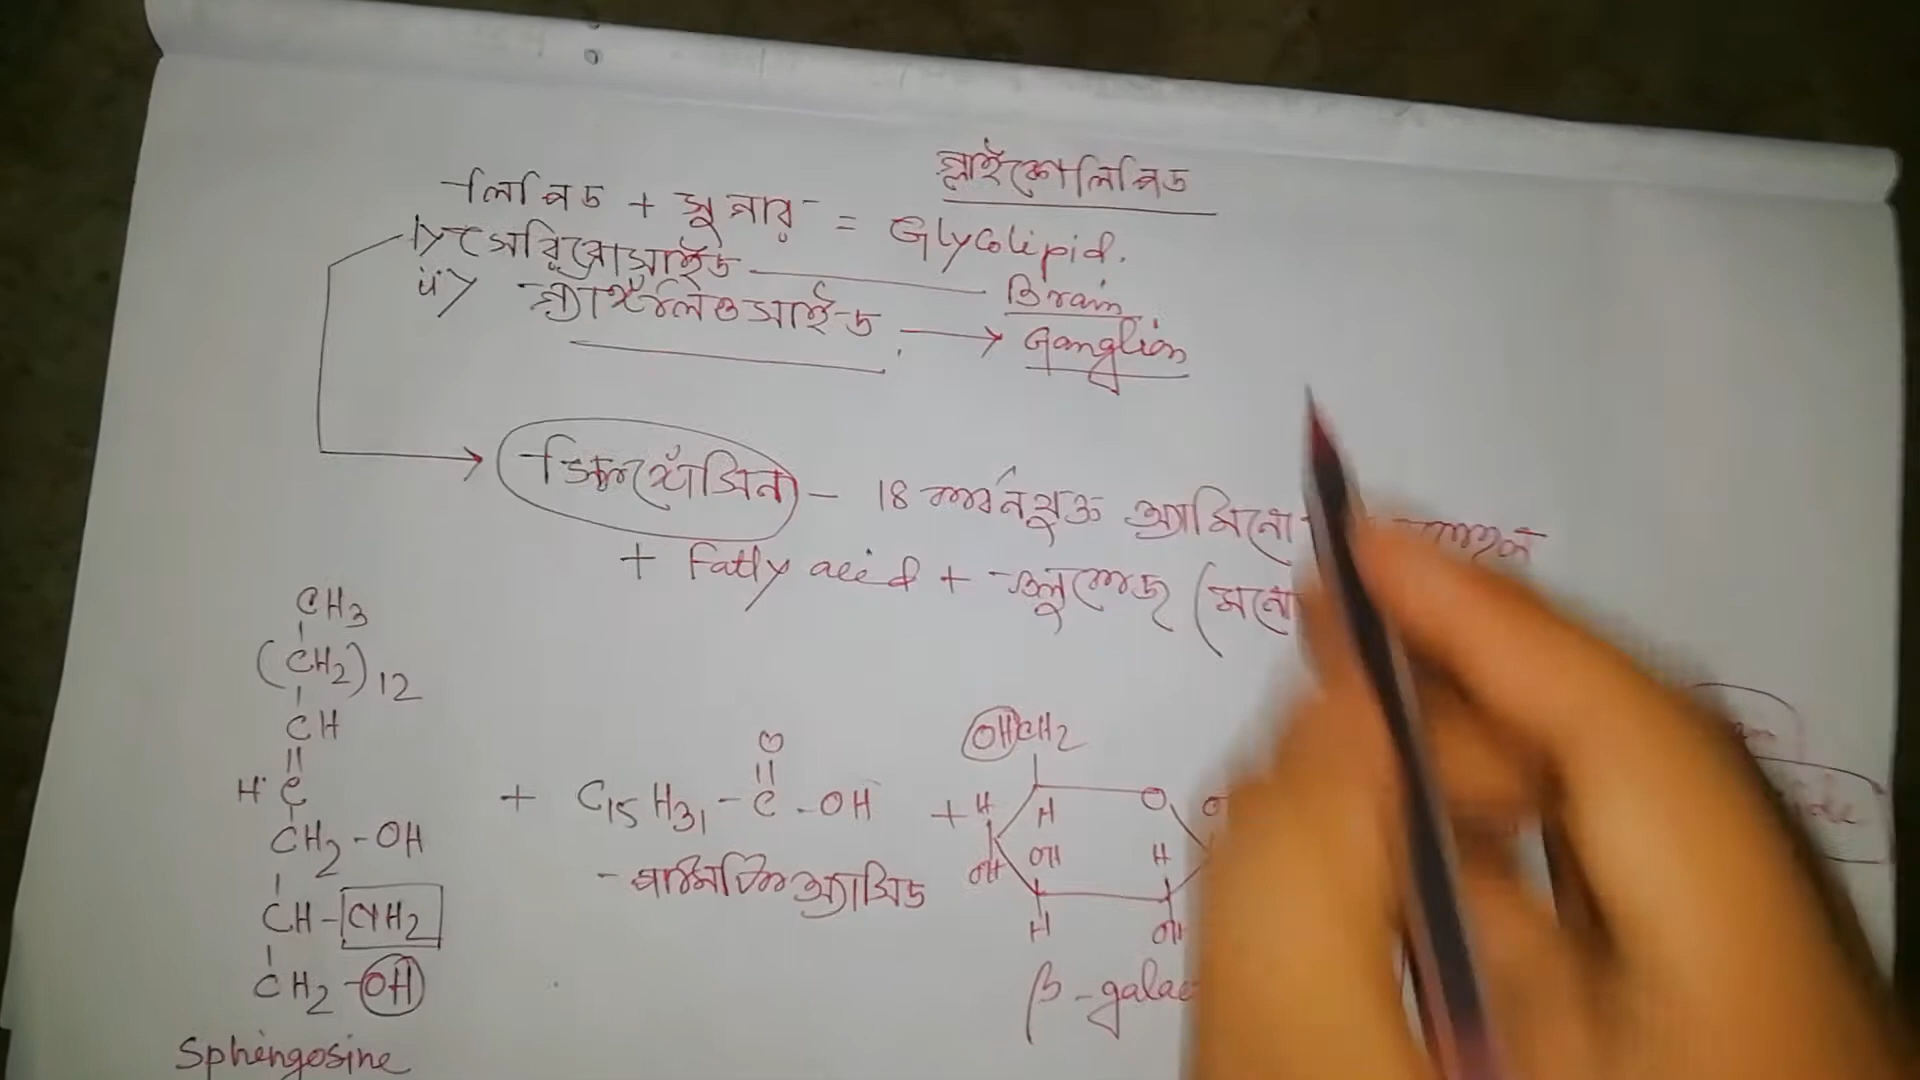 গ্লাইকোলিপিড
লিপিড + সুগার = Glycolipid.
i) সেরিব্রোসাইড — Brain
ii) গ্যাংলিওসাইড → Ganglion
স্ফিংগোসিন – 18 কার্বনযুক্ত অ্যামিনো
+ Fatty acid + গ্লুকোজ (মনো
CH3
(CH2)12
CH
||
H C
CH2-OH
CH-NH2
CH2-OH
Sphingosine
+ C15H31-C-OH +
O
||
পামিটিক অ্যাসিড
OHCH2
O
H H
OH OH H
H OH
β-galac